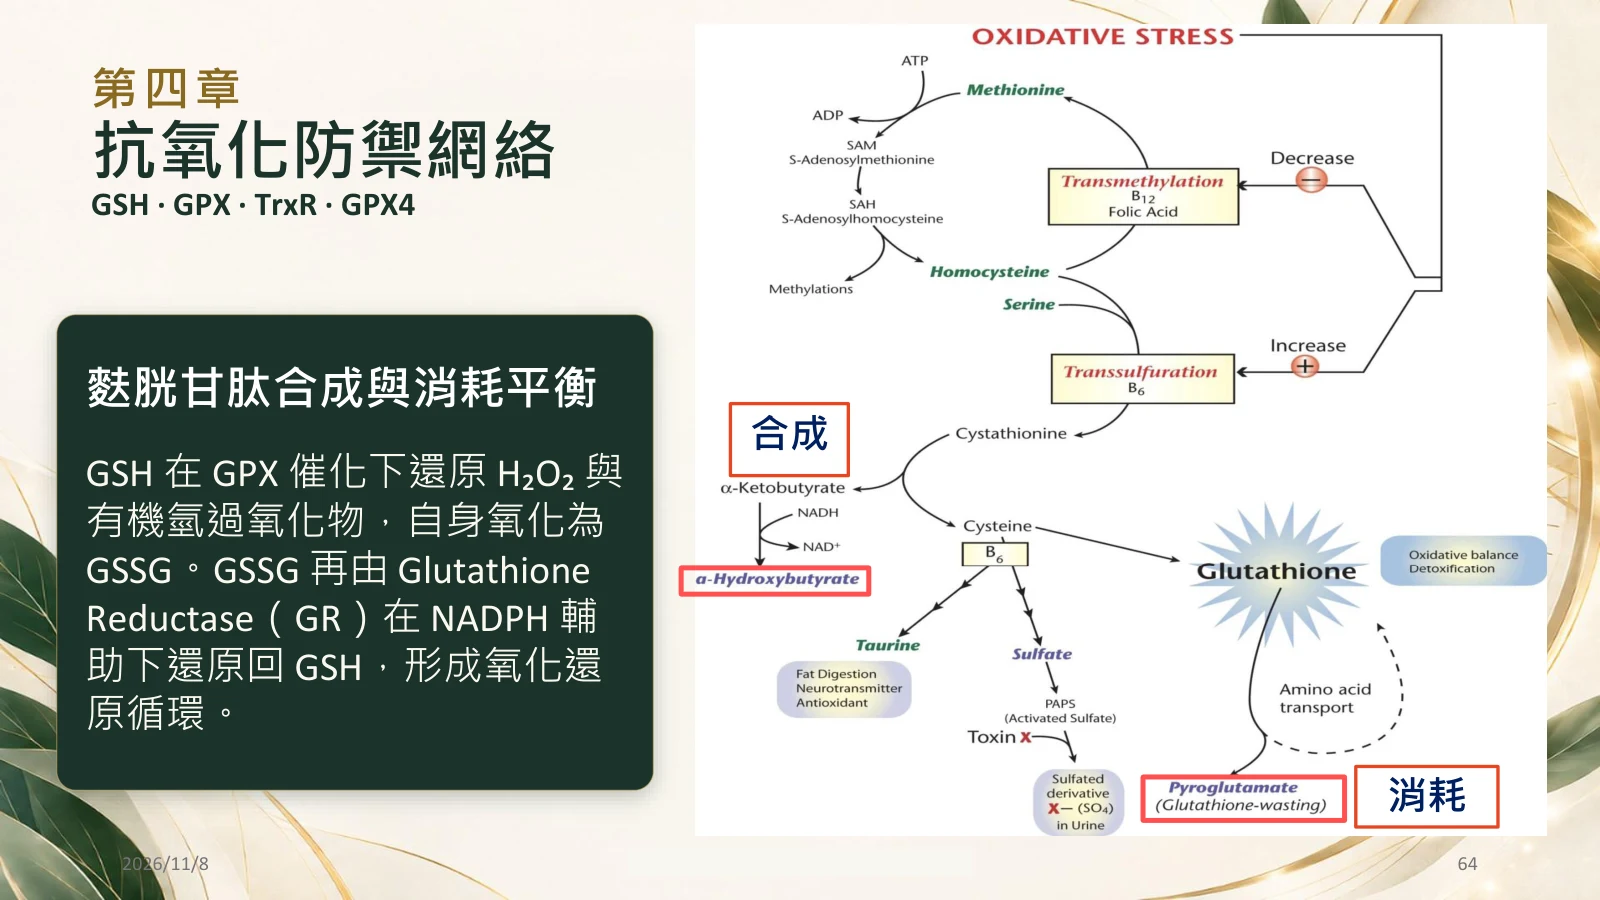 第四章
抗氧化防禦網絡
GSH · GPX · TrxR · GPX4
麩胱甘肽合成與消耗平衡
GSH 在 GPX 催化下還原 H₂O₂ 與
有機氫過氧化物，自身氧化為
GSSG。GSSG 再由 Glutathione
Reductase（GR）在 NADPH 輔
助下還原回 GSH，形成氧化還
原循環。
OXIDATIVE STRESS
ATP
Methionine
ADP
SAM
S-Adenosylmethionine
SAH
S-Adenosylhomocysteine
Methylations
Homocysteine
Serine
Transmethylation
B12
Folic Acid
Decrease
−
Increase
+
Transsulfuration
B6
合成
Cystathionine
α-Ketobutyrate
NADH
NAD⁺
α-Hydroxybutyrate
Cysteine
B6
Glutathione
Oxidative balance
Detoxification
Taurine
Fat Digestion
Neurotransmitter
Antioxidant
Sulfate
PAPS
(Activated Sulfate)
Toxin X
Sulfated
derivative
X— (SO₄)
in Urine
Amino acid
transport
Pyroglutamate
(Glutathione-wasting)
消耗
2026/11/8
64